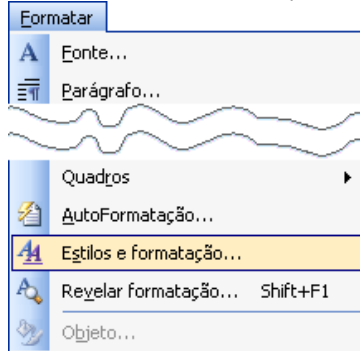 Formatar
Fonte...
Parágrafo...
Quadros
AutoFormatação...
Estilos e formatação...
Revelar formatação... Shift+F1
Objeto...